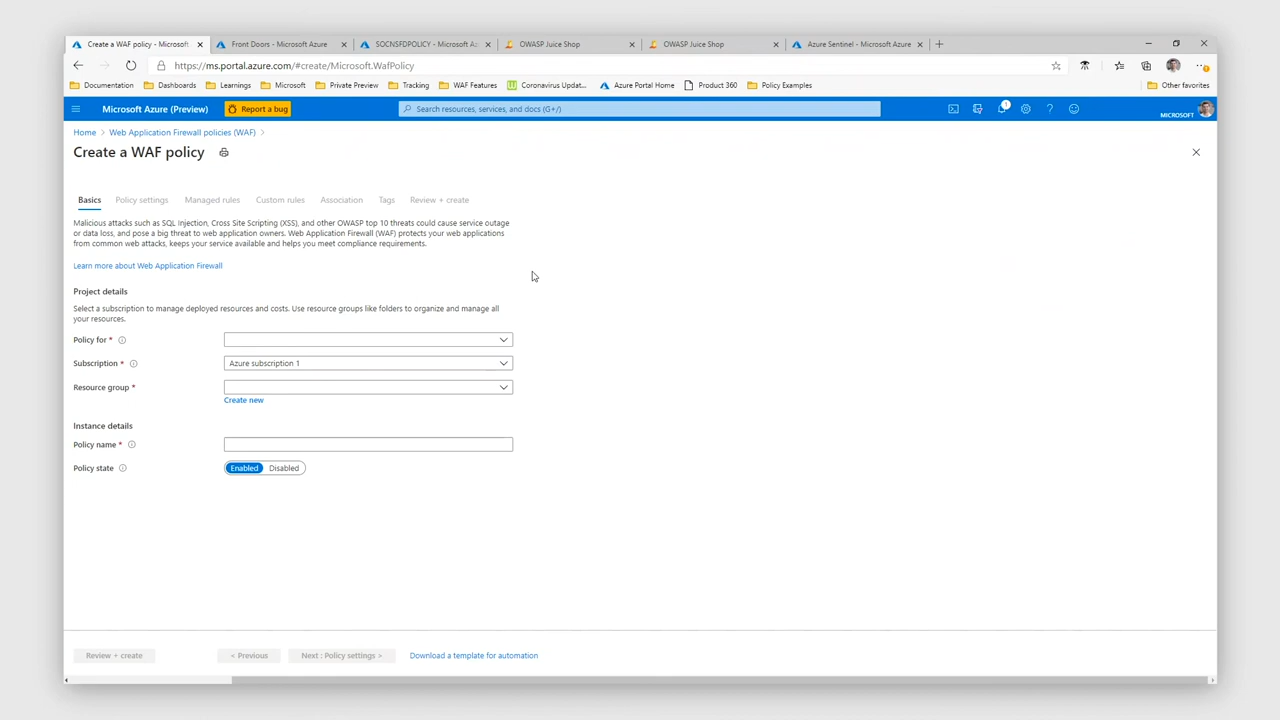 Create a WAF policy - Microsoft
Front Doors - Microsoft Azure
SOCNSFDPOLICY - Microsoft Az
OWASP Juice Shop
OWASP Juice Shop
Azure Sentinel - Microsoft Azure
https://ms.portal.azure.com/#create/Microsoft.WafPolicy
Documentation
Dashboards
Learnings
Microsoft
Private Preview
Tracking
WAF Features
Coronavirus Updat...
Azure Portal Home
Product 360
Policy Examples
Other favorites
Microsoft Azure (Preview)
Report a bug
Search resources, services, and docs (G+/)
1
MICROSOFT
Home > Web Application Firewall policies (WAF) >
Create a WAF policy
Basics
Policy settings
Managed rules
Custom rules
Association
Tags
Review + create
Malicious attacks such as SQL Injection, Cross Site Scripting (XSS), and other OWASP top 10 threats could cause service outage
or data loss, and pose a big threat to web application owners. Web Application Firewall (WAF) protects your web applications
from common web attacks, keeps your service available and helps you meet compliance requirements.
Learn more about Web Application Firewall
Project details
Select a subscription to manage deployed resources and costs. Use resource groups like folders to organize and manage all
your resources.
Policy for *
Subscription *
Azure subscription 1
Resource group *
Create new
Instance details
Policy name *
Policy state
Enabled
Disabled
Review + create
< Previous
Next : Policy settings >
Download a template for automation